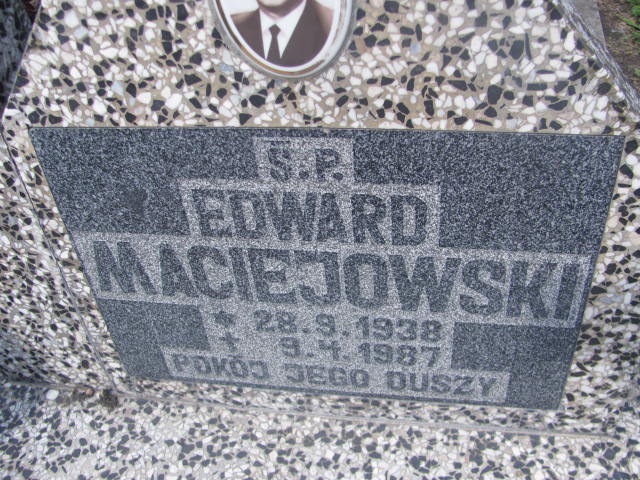 Ś.P.
EDWARD
MACIEJOWSKI
* 28.9.1938
+ 9.4.1987
POKÓJ JEGO DUSZY